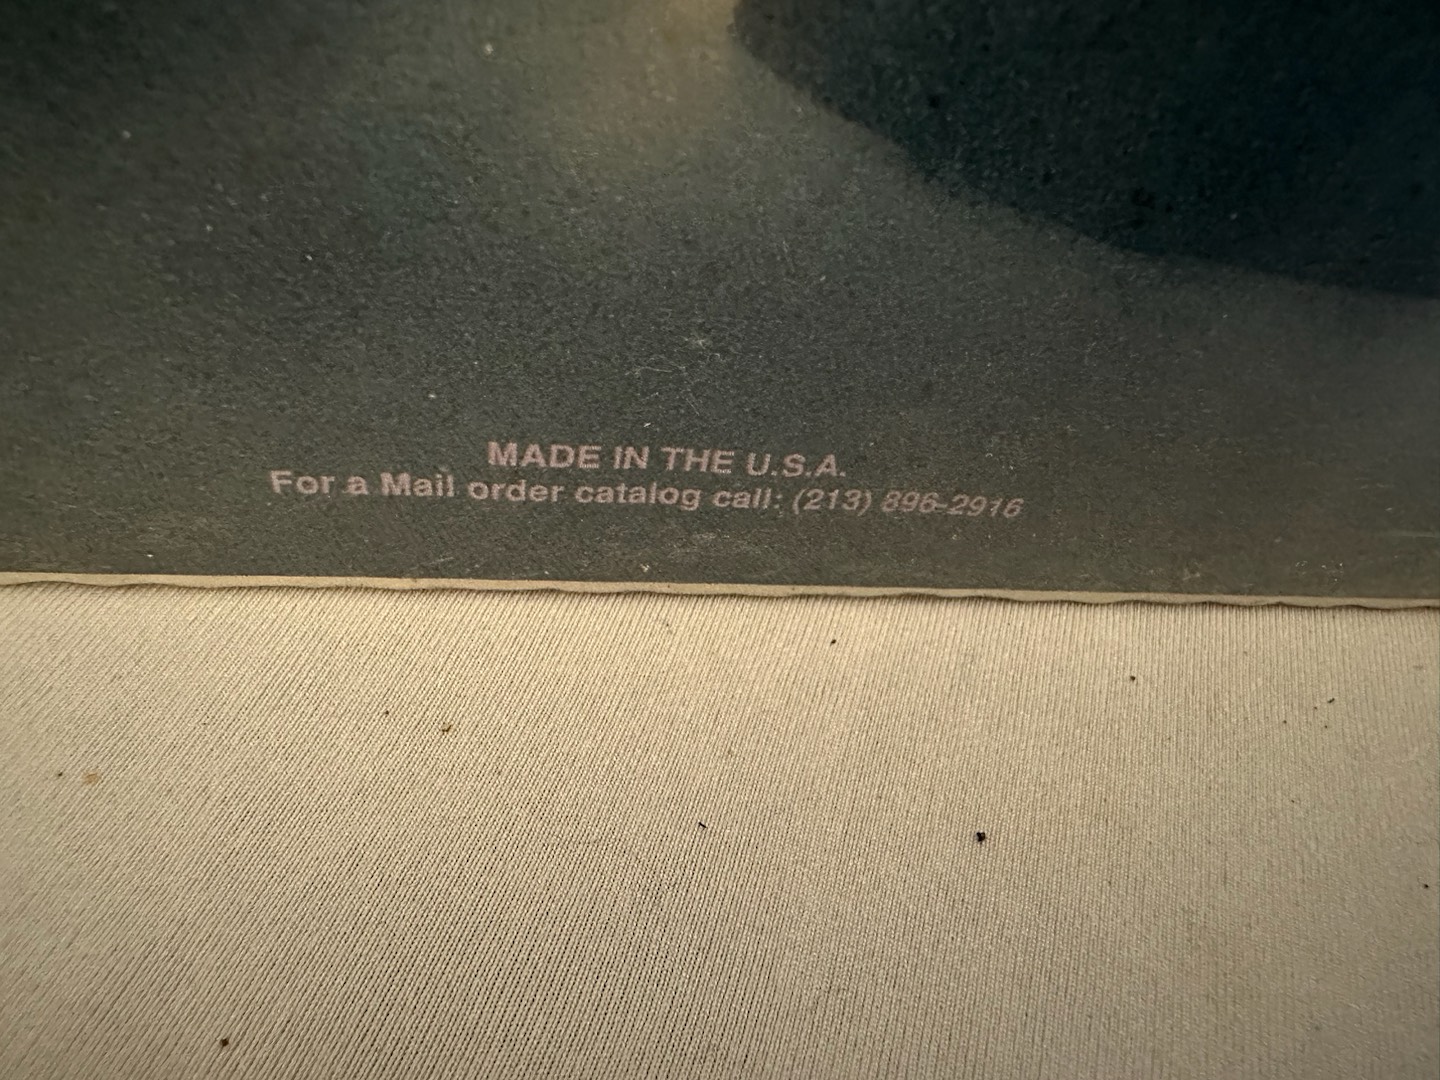 MADE IN THE U.S.A.
For a Mail order catalog call: (213) 896-2916